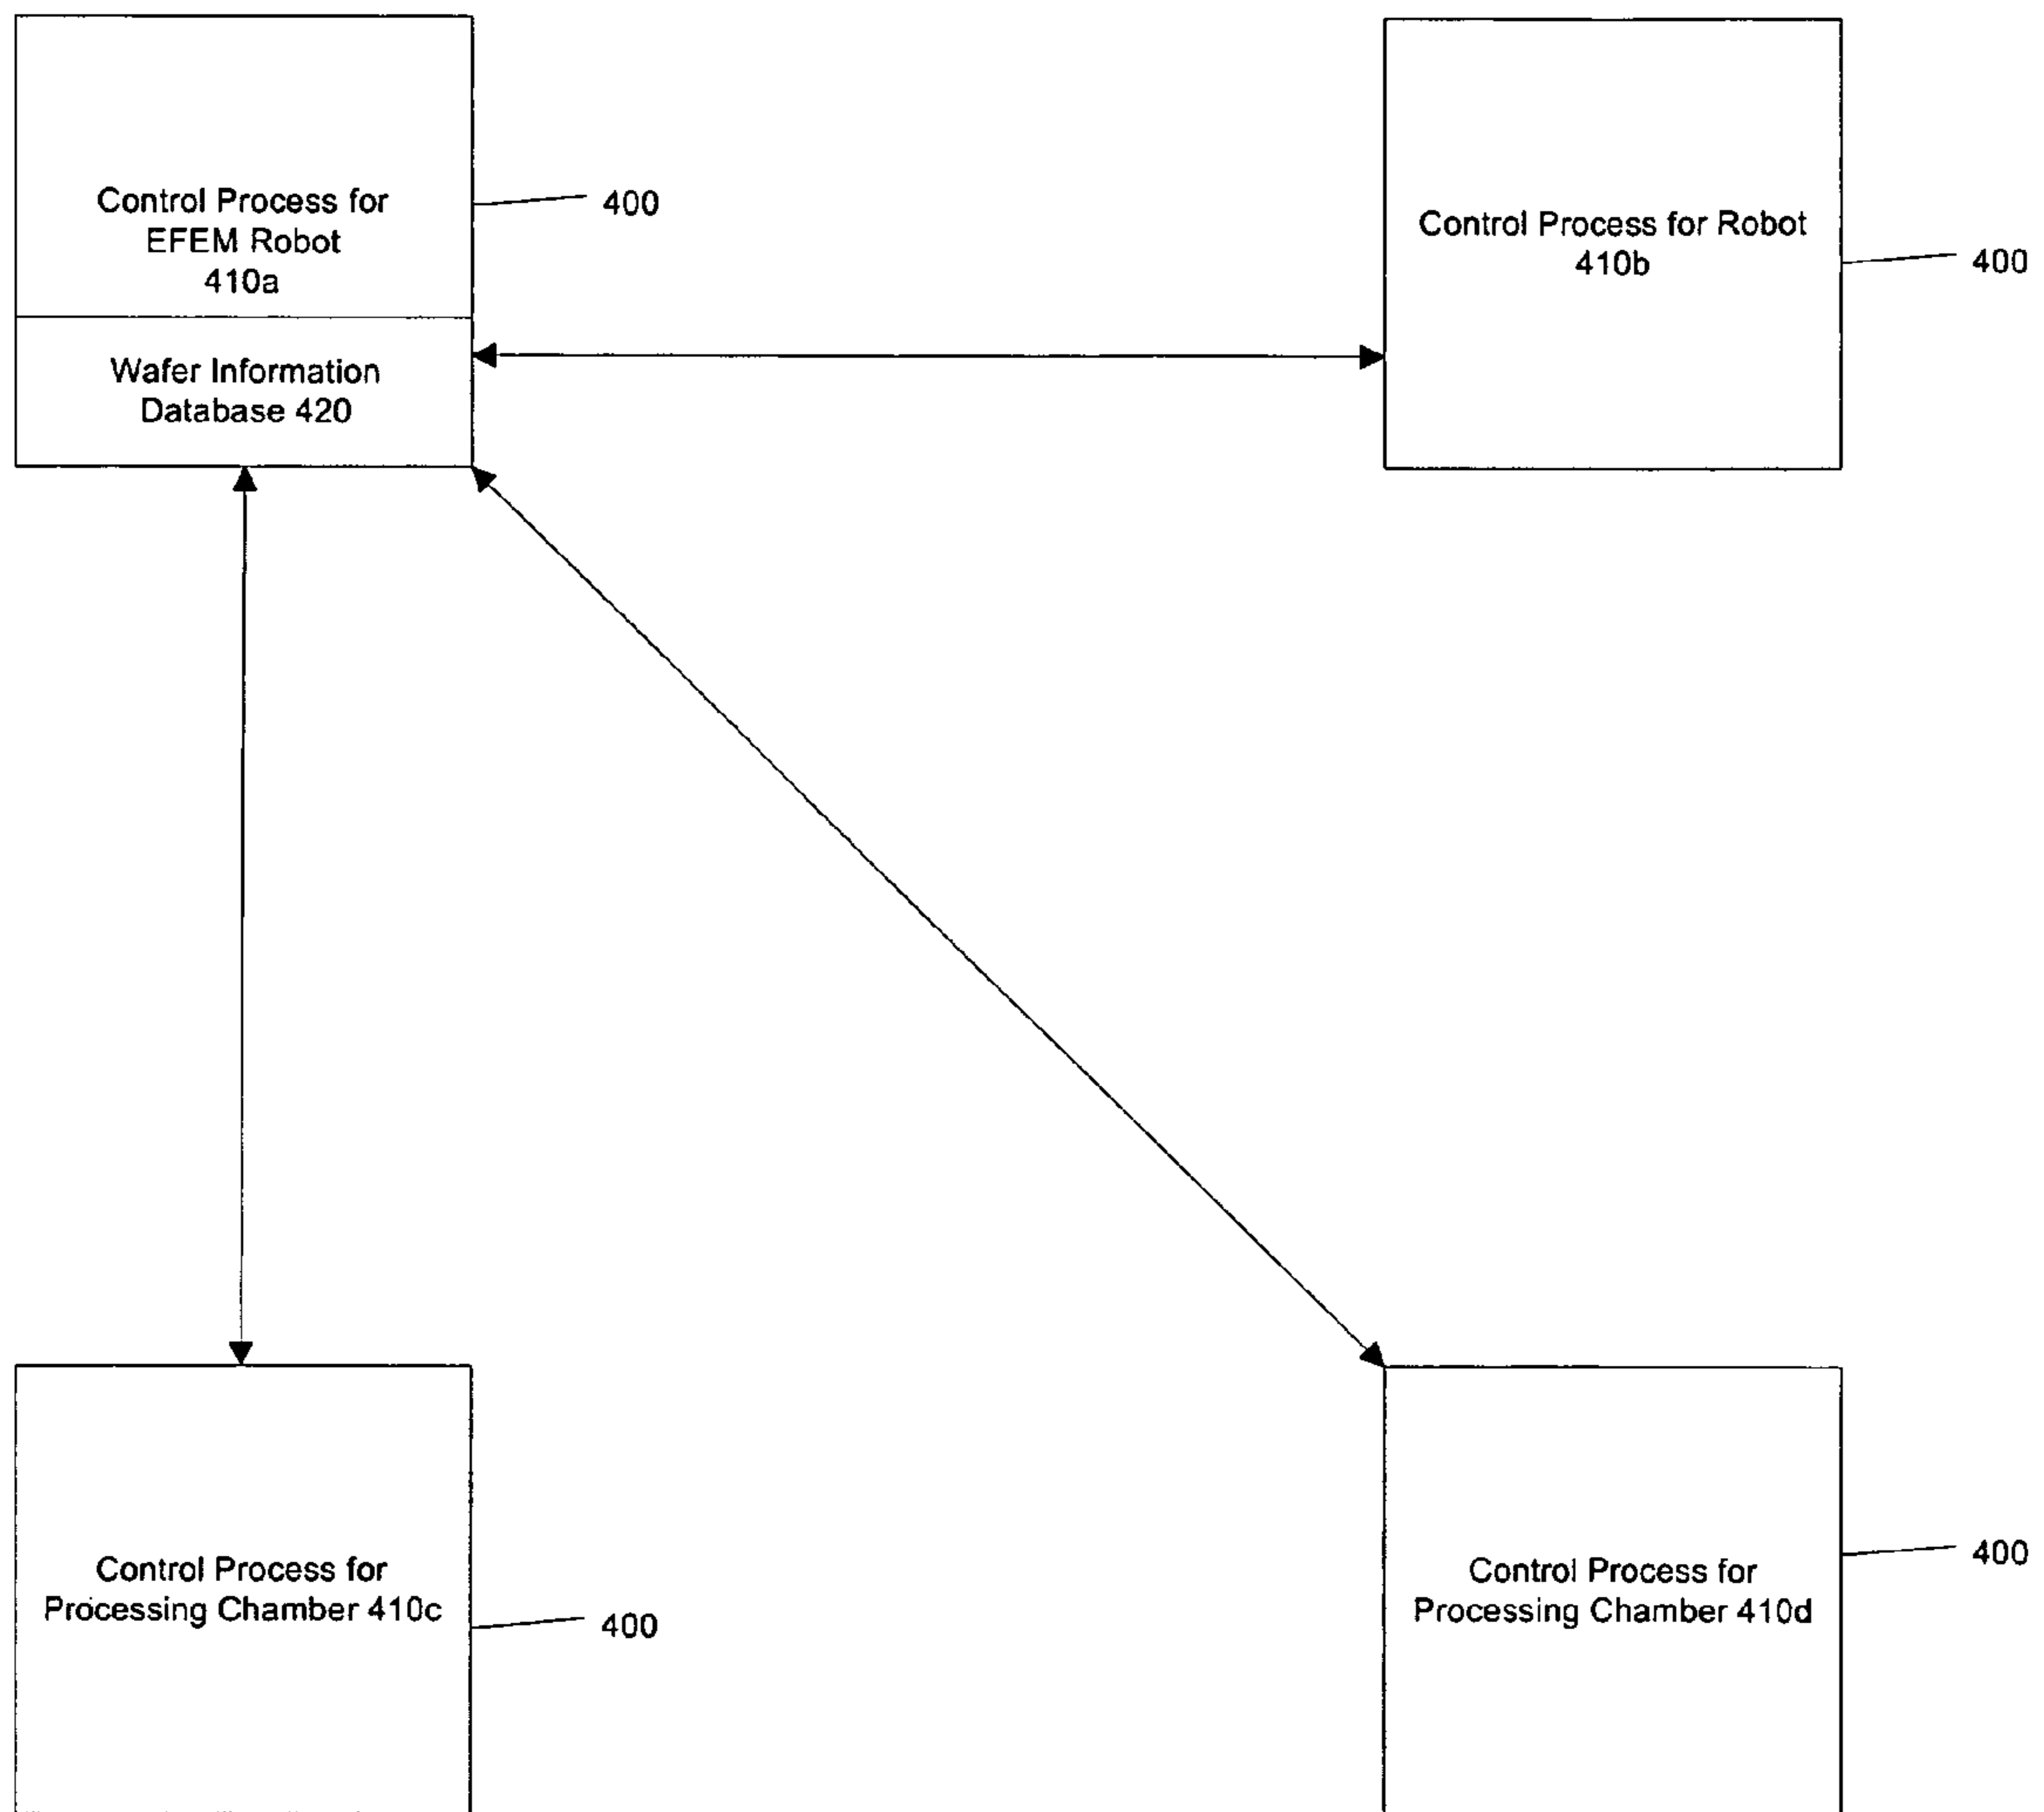 Control Process for
EFEM Robot
410a
400
Control Process for Robot
410b
400
Wafer Information
Database 420
Control Process for
Processing Chamber 410c
400
Control Process for
Processing Chamber 410d
400